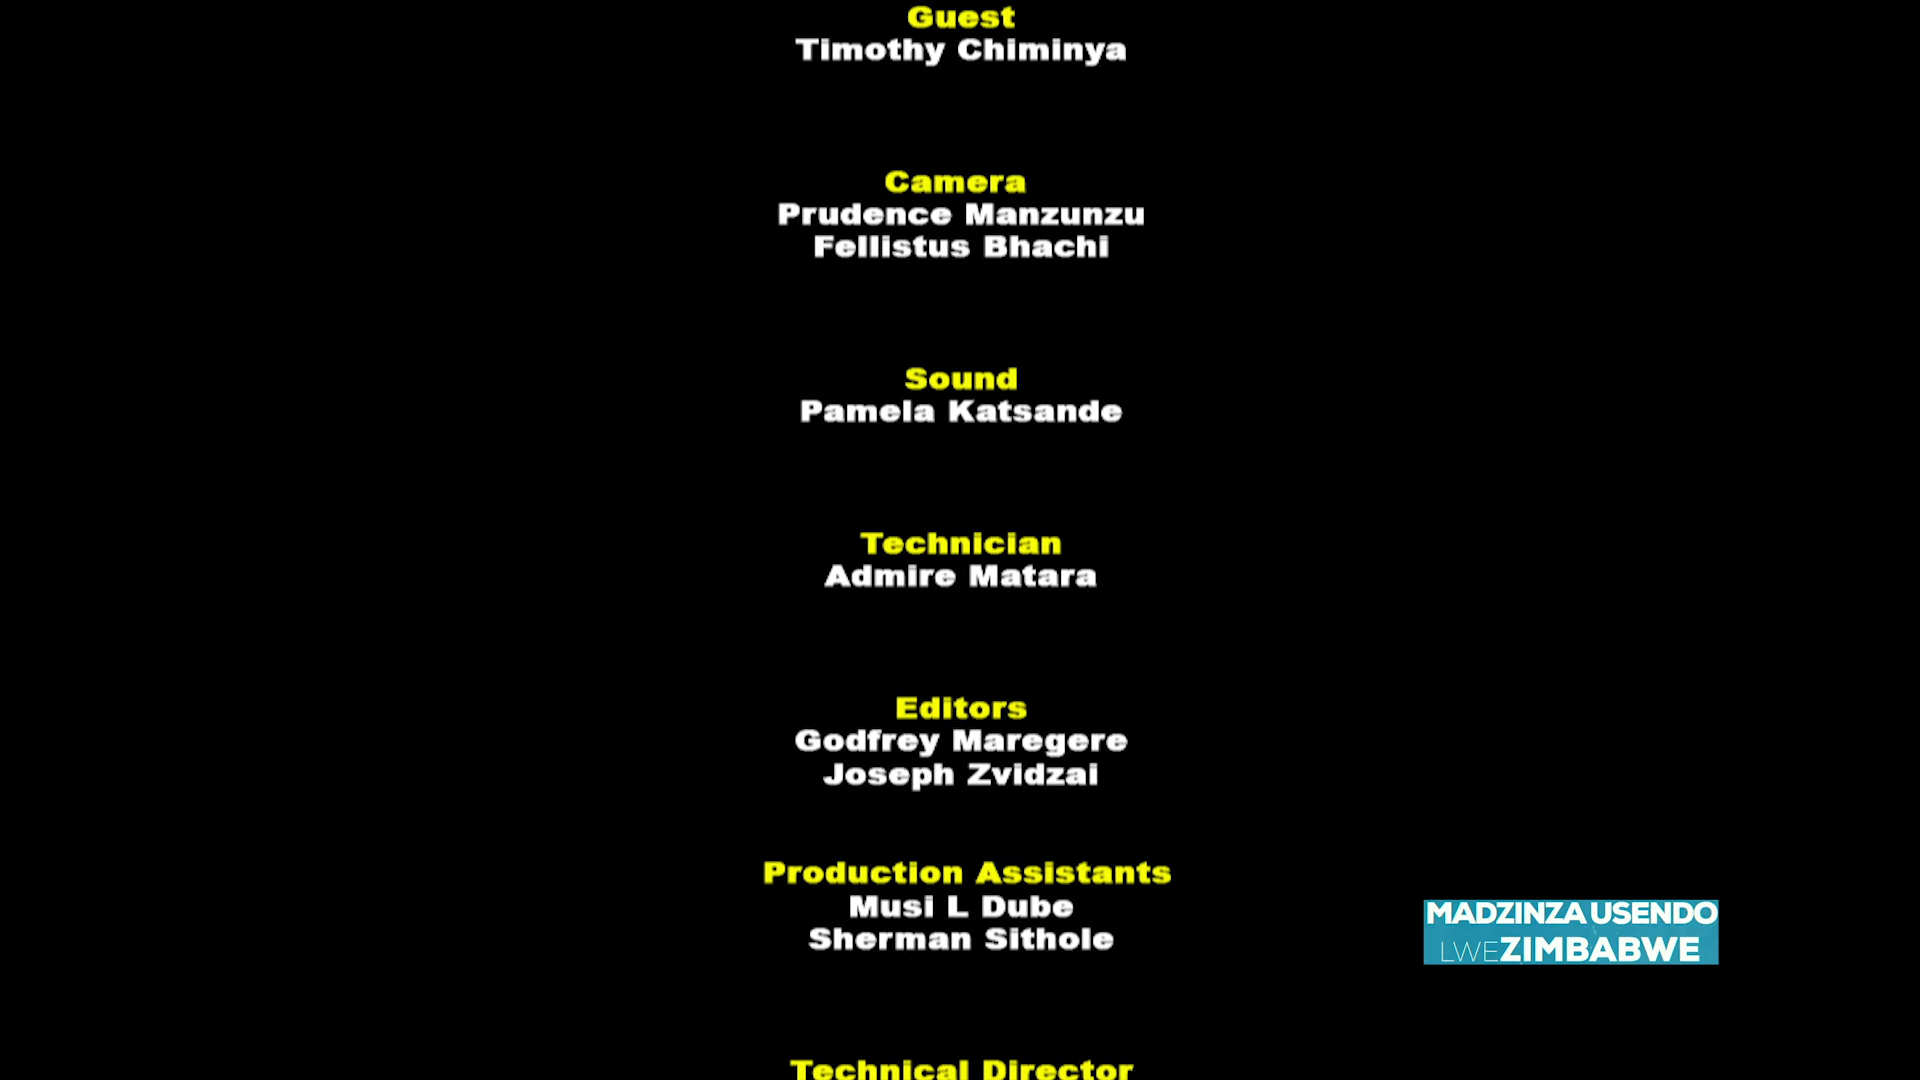 Guest
Timothy Chiminya
Camera
Prudence Manzunzu
Fellistus Bhachi
Sound
Pamela Katsande
Technician
Admire Matara
Editors
Godfrey Maregere
Joseph Zvidzai
Production Assistants
Musi L Dube
Sherman Sithole
MADZINZA USENDO
LWEZIMBABWE
Technical Director